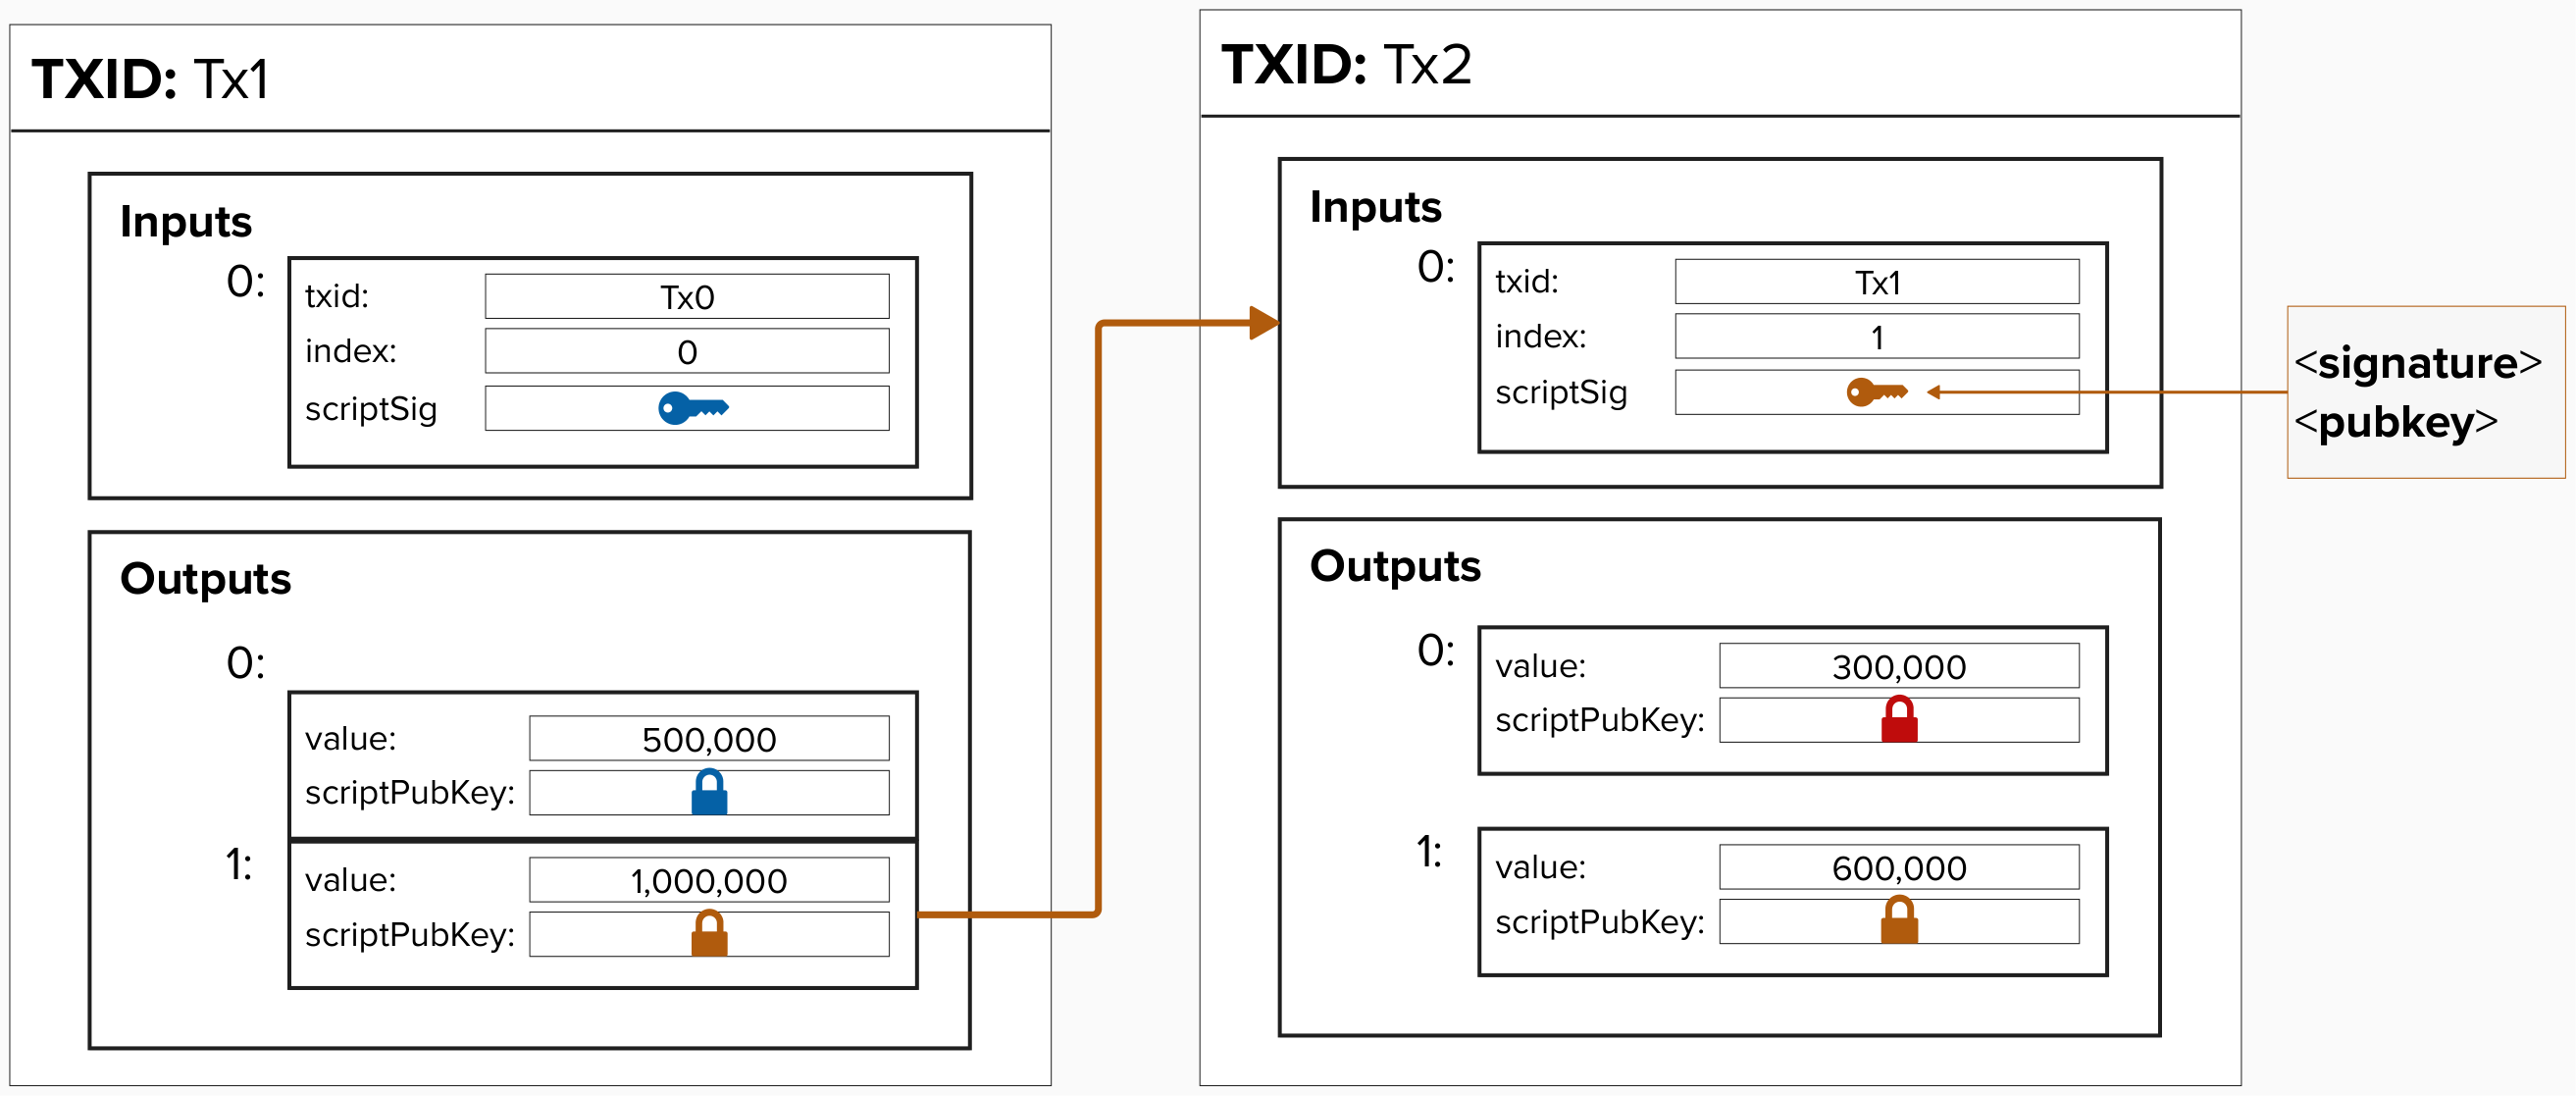 TXID: Tx1
Inputs
0:
txid: Tx0
index: 0
scriptSig
Outputs
0:
value: 500,000
scriptPubKey:
1:
value: 1,000,000
scriptPubKey:
TXID: Tx2
Inputs
0:
txid: Tx1
index: 1
scriptSig
<signature>
<pubkey>
Outputs
0:
value: 300,000
scriptPubKey:
1:
value: 600,000
scriptPubKey: